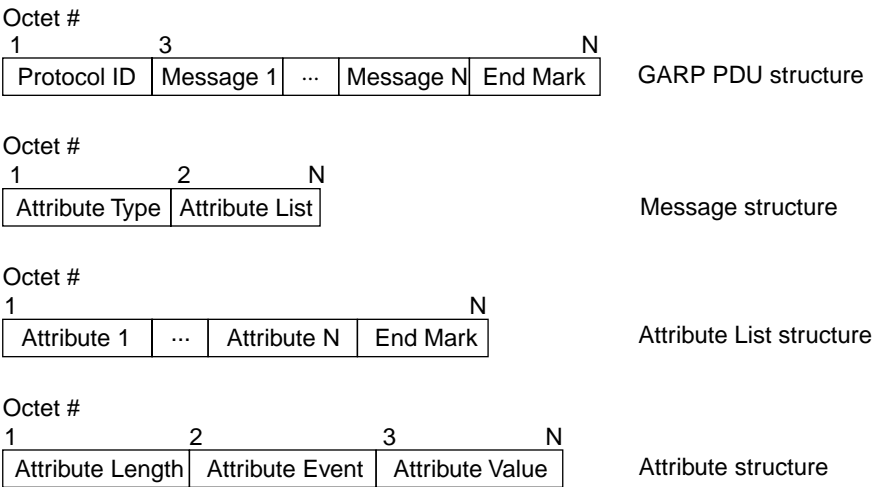 Octet #
1 3 N
Protocol ID Message 1 ... Message N End Mark GARP PDU structure
Octet #
1 2 N
Attribute Type Attribute List Message structure
Octet #
1 N
Attribute 1 ... Attribute N End Mark Attribute List structure
Octet #
1 2 3 N
Attribute Length Attribute Event Attribute Value Attribute structure